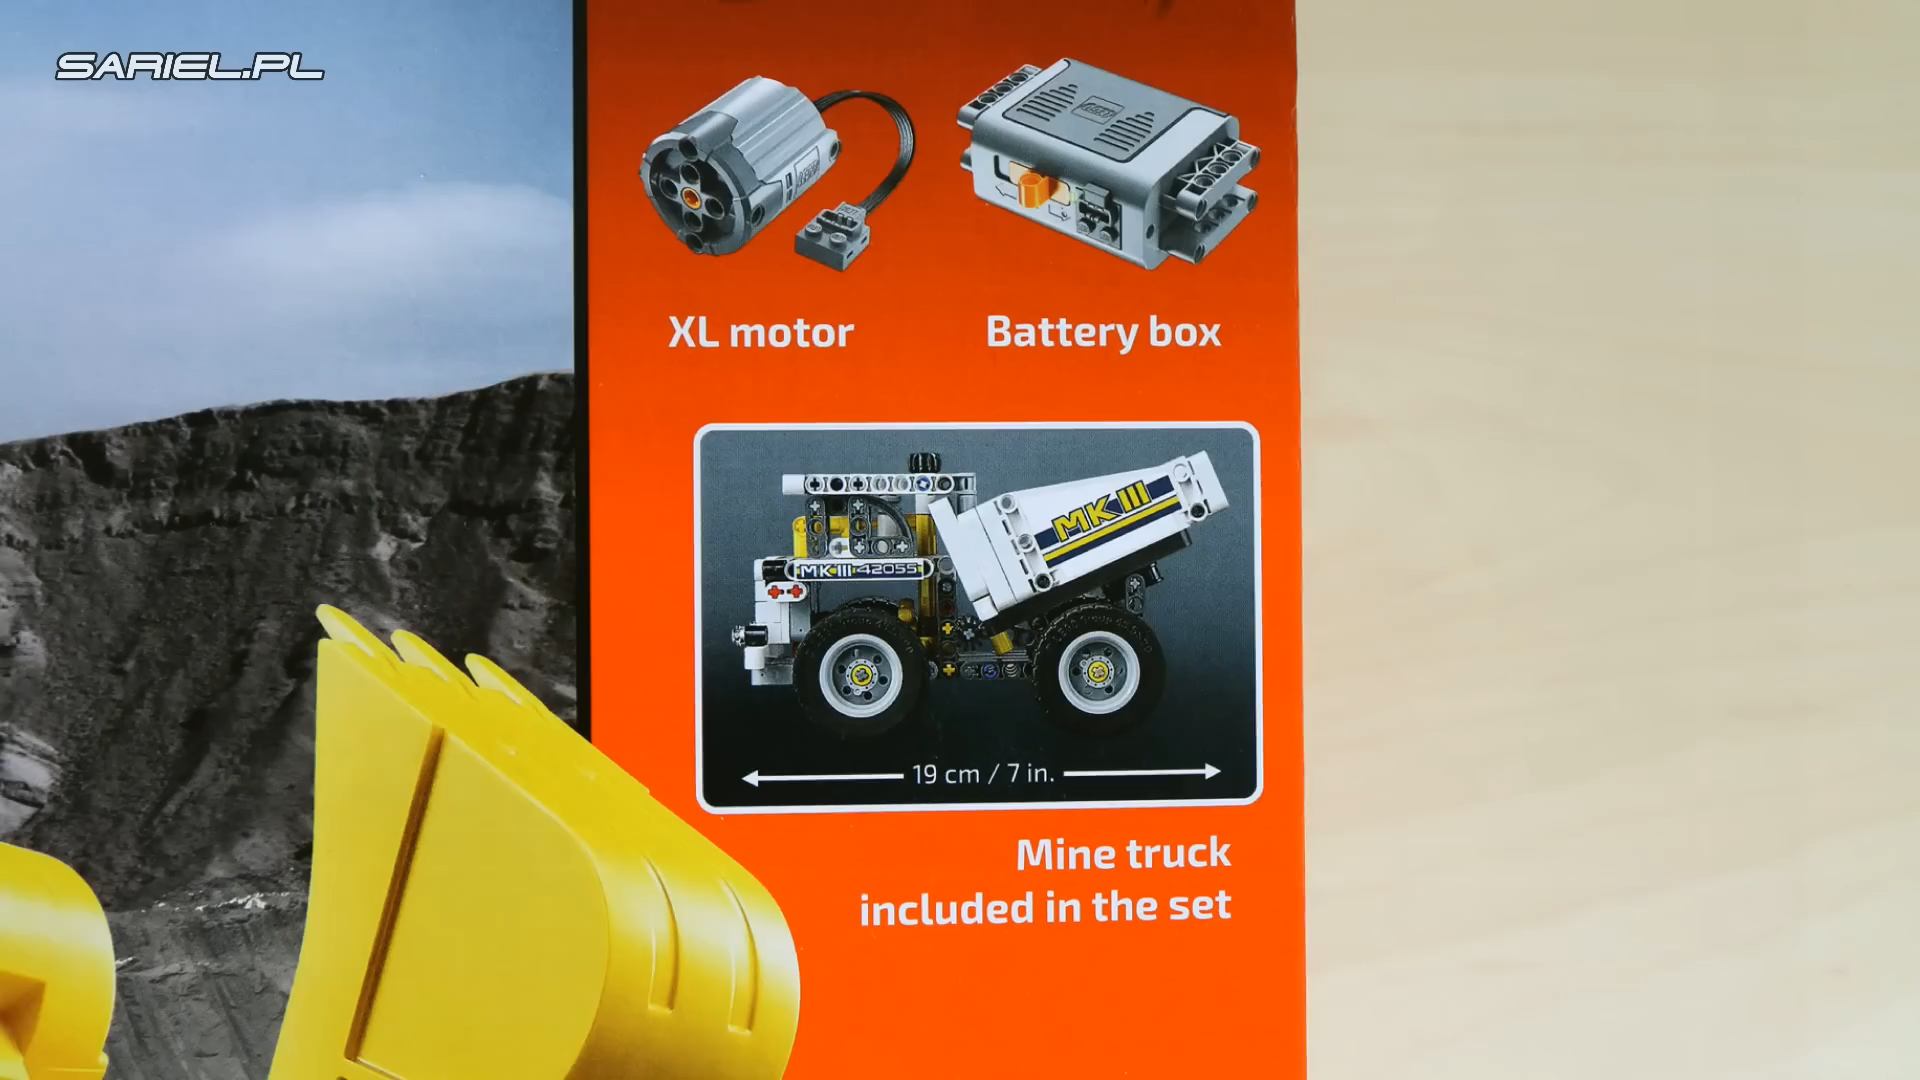 SARIEL.PL
XL motor
Battery box
MK III
MK III 42055
19 cm / 7 in.
Mine truck
included in the set